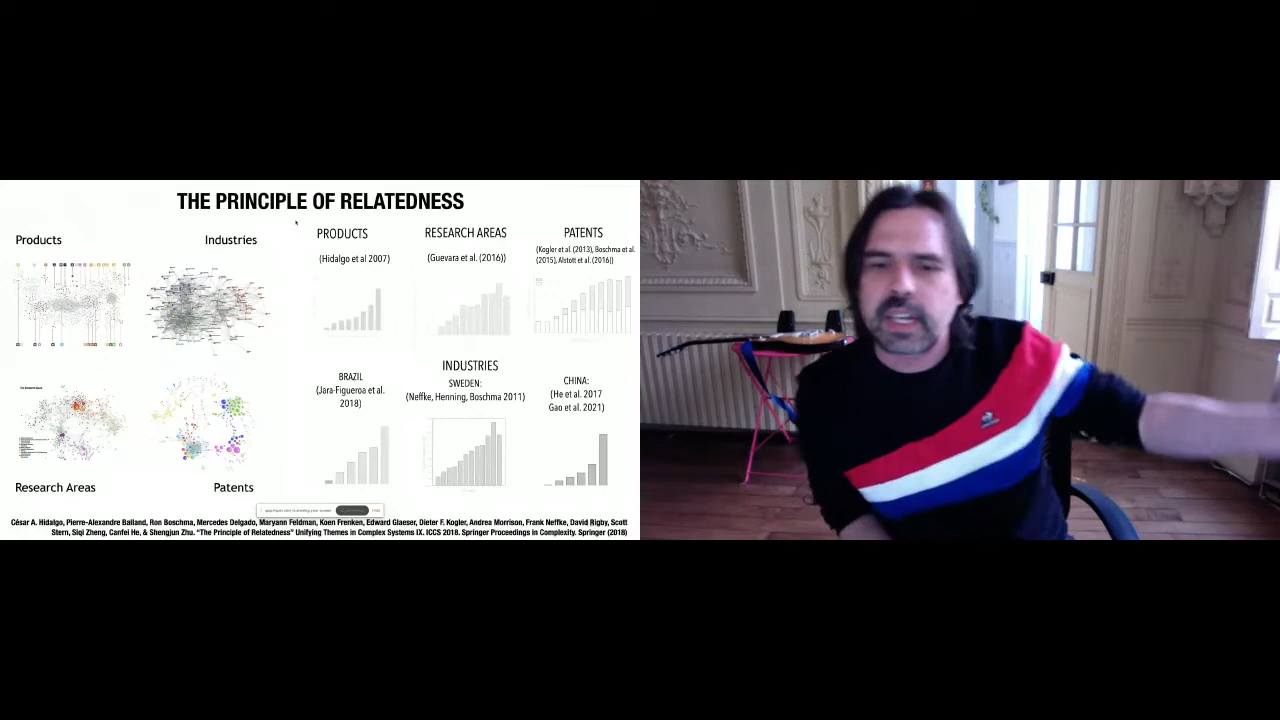 THE PRINCIPLE OF RELATEDNESS
Products
Industries
Research Areas
Patents
PRODUCTS
(Hidalgo et al 2007)
RESEARCH AREAS
(Guevara et al. (2016))
PATENTS
(Kogler et al. (2013), Boschma et al.
(2015), Alstott et al. (2016))
BRAZIL
(Jara-Figueroa et al.
2018)
INDUSTRIES
SWEDEN:
(Neffke, Henning, Boschma 2011)
CHINA:
(He et al. 2017
Gao et al. 2021)
César A. Hidalgo, Pierre-Alexandre Balland, Ron Boschma, Mercedes Delgado, Maryann Feldman, Koen Frenken, Edward Glaeser, Dieter F. Kogler, Andrea Morrison, Frank Neffke, David Rigby, Scott
Stern, Siqi Zheng, Canfei He, & Shengjun Zhu. "The Principle of Relatedness" Unifying Themes in Complex Systems IX. ICCS 2018. Springer Proceedings in Complexity. Springer (2018)